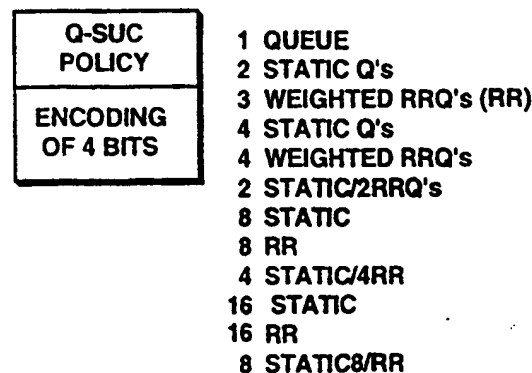 Q-SUC
POLICY
ENCODING
OF 4 BITS
1 QUEUE
2 STATIC Q's
3 WEIGHTED RRQ's (RR)
4 STATIC Q's
4 WEIGHTED RRQ's
2 STATIC/2RRQ's
8 STATIC
8 RR
4 STATIC/4RR
16 STATIC
16 RR
8 STATIC8/RR